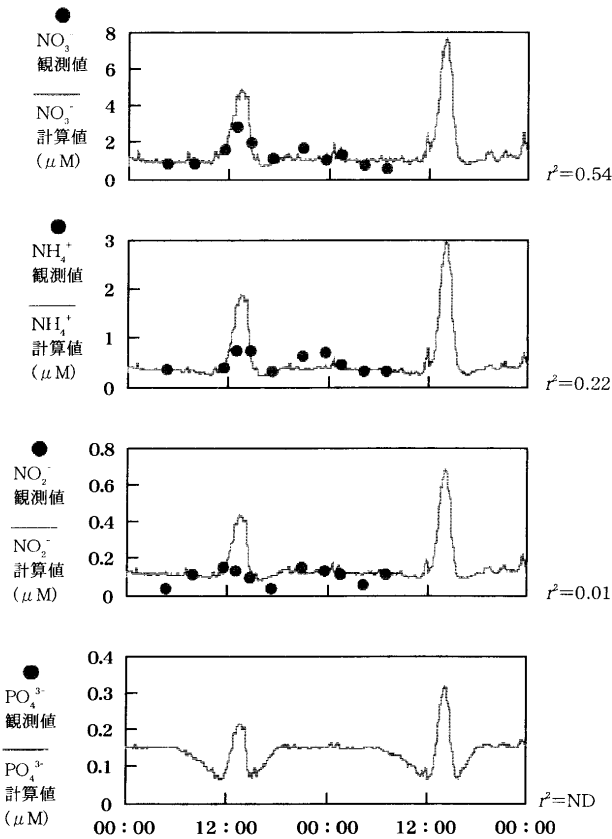 NO₃⁻
観測値
NO₃⁻
計算値
(μM)
8
6
4
2
0
r²=0.54
NH₄⁺
観測値
NH₄⁺
計算値
(μM)
3
2
1
0
r²=0.22
NO₂⁻
観測値
NO₂⁻
計算値
(μM)
0.8
0.6
0.4
0.2
0
r²=0.01
PO₄³⁻
観測値
PO₄³⁻
計算値
(μM)
0.4
0.3
0.2
0.1
0
r²=ND
00:00 12:00 00:00 12:00 00:00